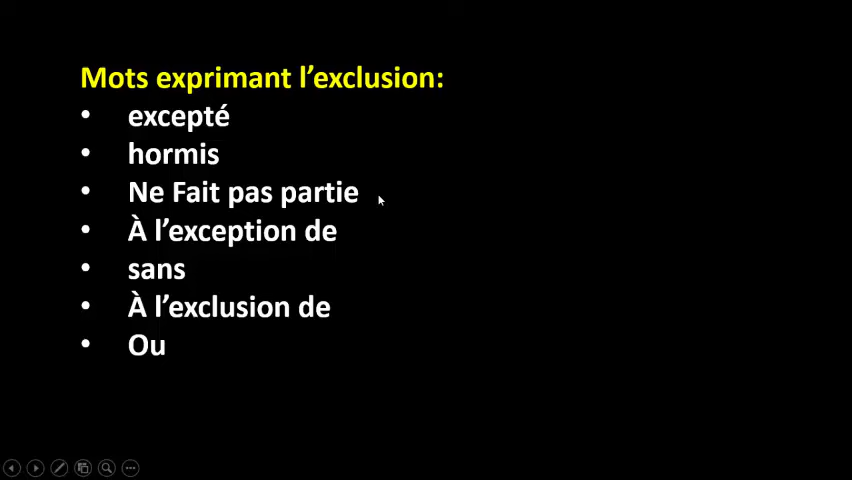 Mots exprimant l’exclusion:
• excepté
• hormis
• Ne Fait pas partie
• À l’exception de
• sans
• À l’exclusion de
• Ou